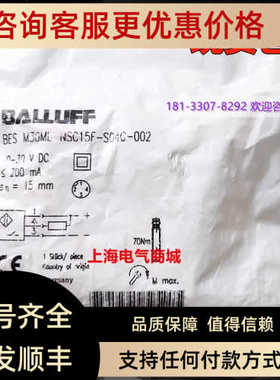 咨询客服更优惠价格
BALLUFF
181-3307-8292 欢迎咨
BES M30ML-NSC15F-S04G-002
0-30 V DC
≤ 200 mA
= 15 mm
70Nm
上海电气商城
1 Stück/ piece
Country of origin
Germany
M max.
号齐全
品质保障 值得信赖
发顺丰
支持任何付款方式